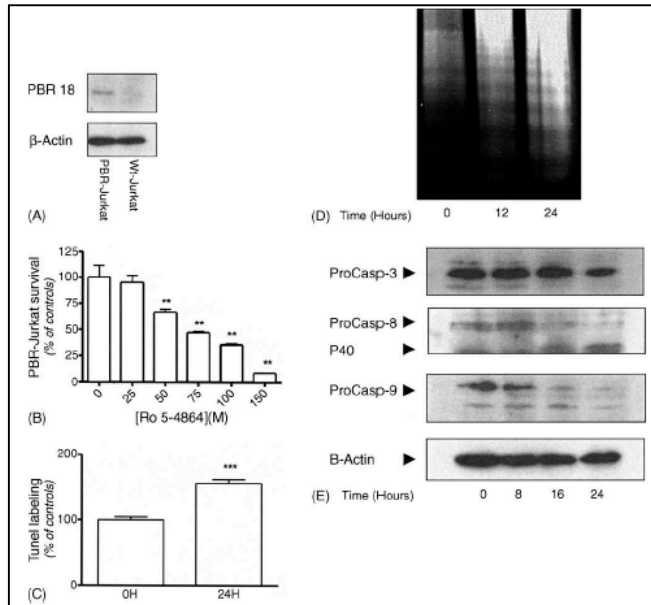 PBR 18
β-Actin
PBR-Jurkat
Wt-Jurkat
(A)
125
100
75
50
25
0
PBR-Jurkat survival
(% of controls)
**
**
**
**
0
25
50
75
100
150
[Ro 5-4864](M)
(B)
200
100
0
Tunel labeling
(% of controls)
***
0H
24H
(C)
0 12 24
(D) Time (Hours)
ProCasp-3
ProCasp-8
P40
ProCasp-9
B-Actin
0 8 16 24
(E) Time (Hours)